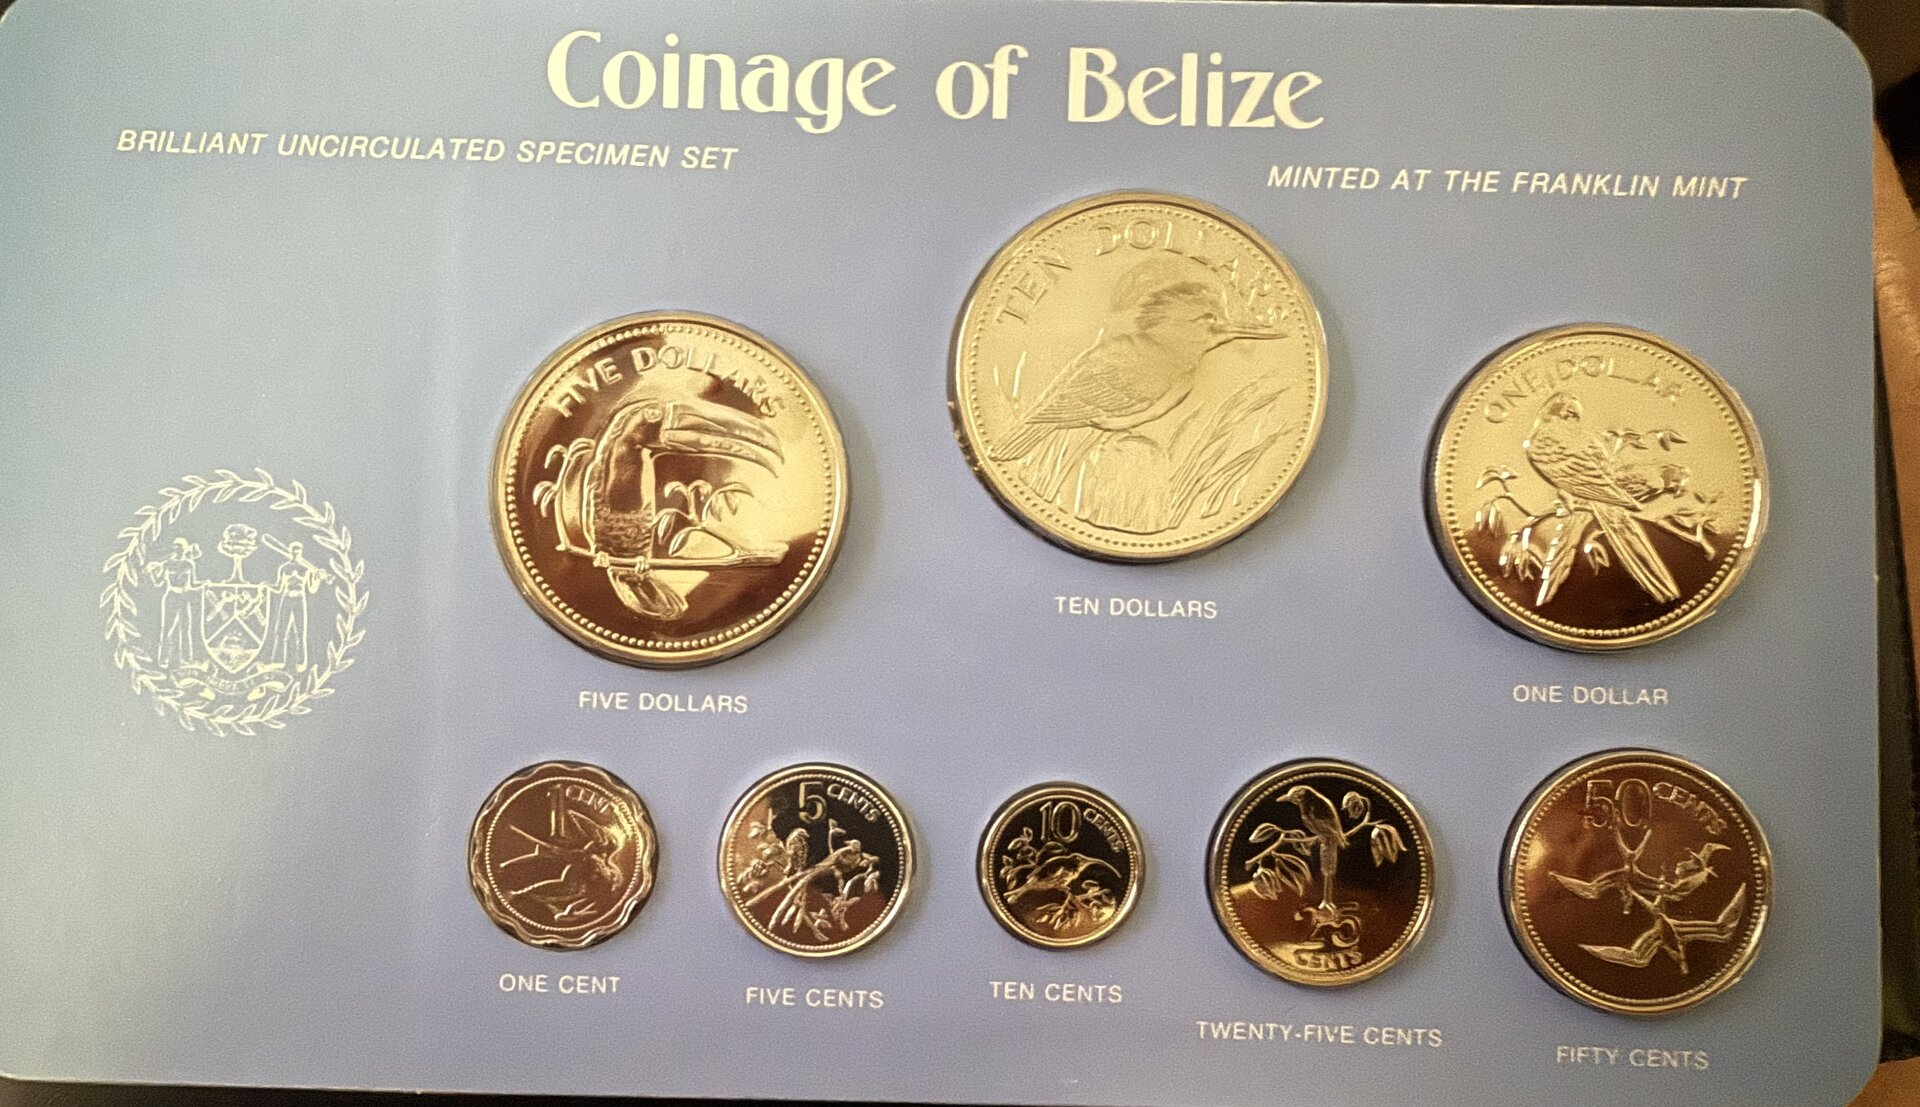 Coinage of Belize
BRILLIANT UNCIRCULATED SPECIMEN SET
MINTED AT THE FRANKLIN MINT
TEN DOLLARS
FIVE DOLLARS
ONE DOLLAR
TEN DOLLARS
ONE DOLLAR
FIVE DOLLARS
1 CENT
5 CENTS
10 CENTS
25
CENTS
50 CENTS
ONE CENT
FIVE CENTS
TEN CENTS
TWENTY-FIVE CENTS
FIFTY CENTS